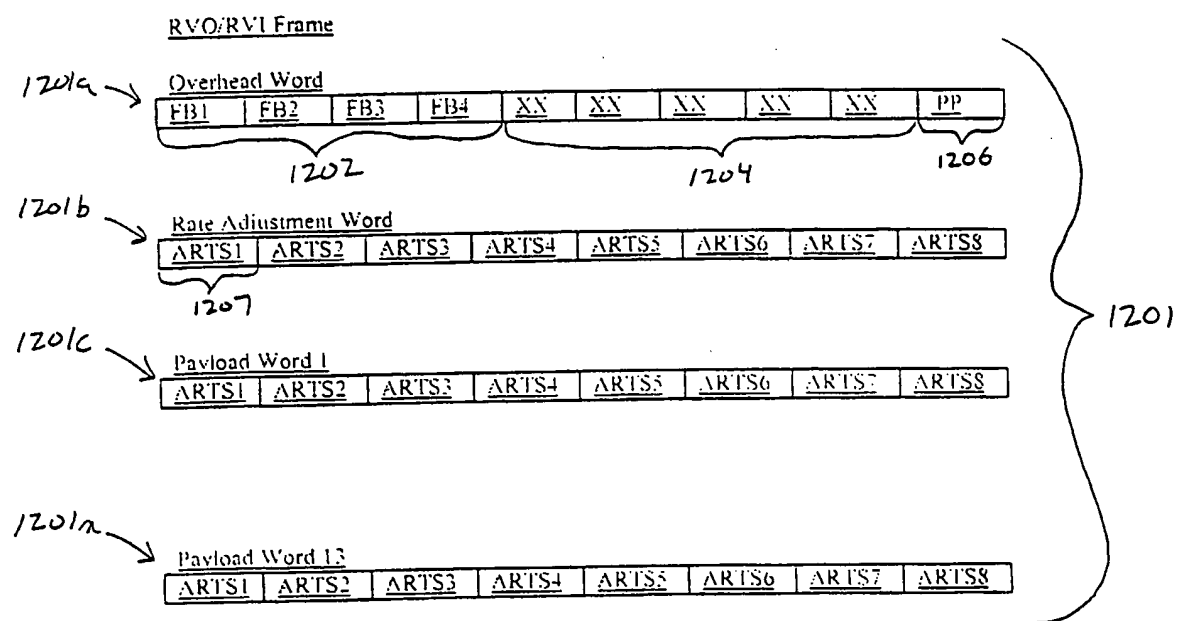 RVO/RVI Frame
1201a
Overhead Word
FB1 FB2 FB3 FB4 XX XX XX XX XX PP
1202 1204 1206
1201b
Rate Adjustment Word
ARTS1 ARTS2 ARTS3 ARTS4 ARTS5 ARTS6 ARTS7 ARTS8
1207
1201
1201c
Payload Word 1
ARTS1 ARTS2 ARTS3 ARTS4 ARTS5 ARTS6 ARTS7 ARTS8
1201n
Payload Word 13
ARTS1 ARTS2 ARTS3 ARTS4 ARTS5 ARTS6 ARTS7 ARTS8